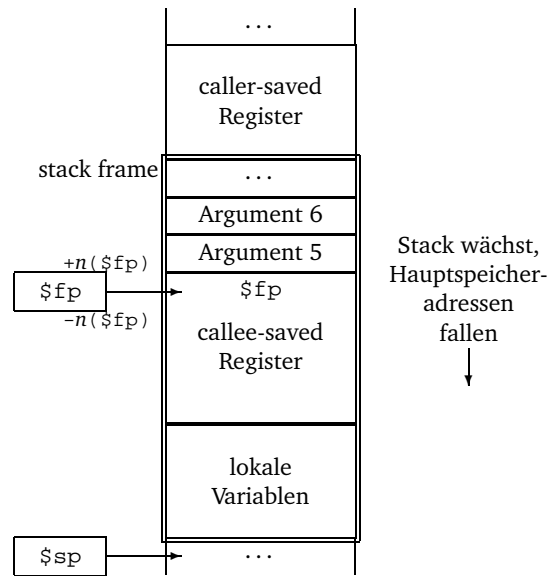 ...
caller-saved
Register
stack frame
...
Argument 6
Argument 5
+n($fp)
$fp
−n($fp)
$fp
callee-saved
Register
Stack wächst,
Hauptspeicher-
adressen
fallen
lokale
Variablen
$sp
...